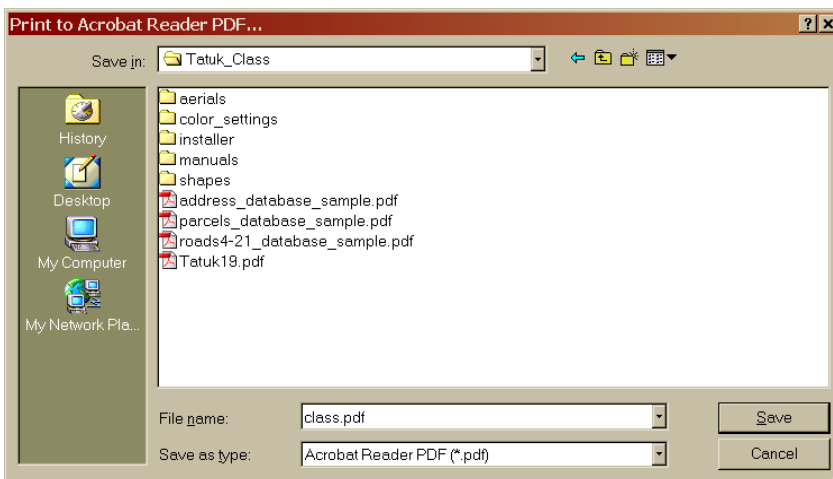 Print to Acrobat Reader PDF...
Save in: Tatuk_Class
History
Desktop
My Computer
My Network Pla...
aerials
color_settings
installer
manuals
shapes
address_database_sample.pdf
parcels_database_sample.pdf
roads4-21_database_sample.pdf
Tatuk19.pdf
File name: class.pdf Save
Save as type: Acrobat Reader PDF (*.pdf) Cancel